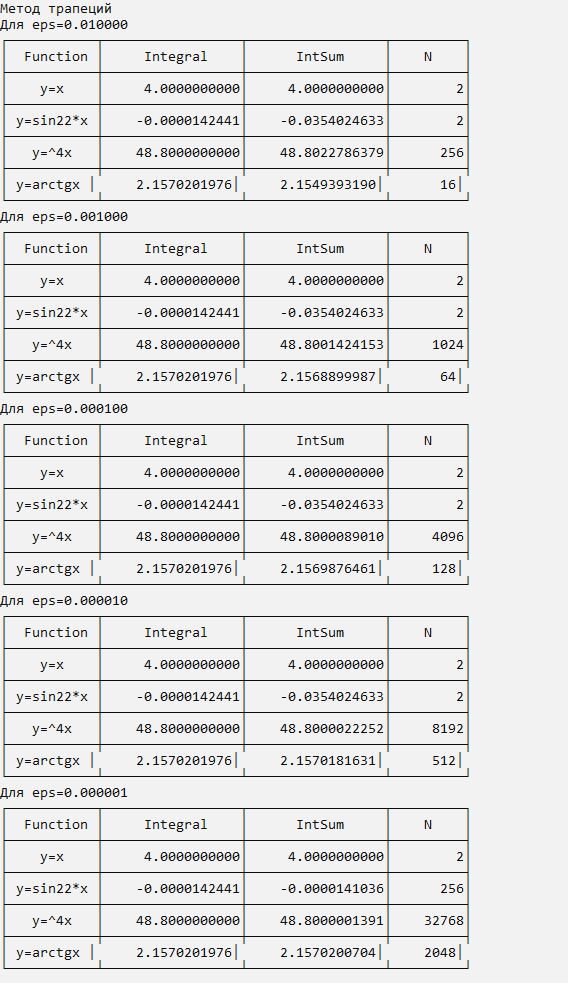 Метод трапеций
Для eps=0.010000
Function Integral IntSum N
y=x 4.0000000000 4.0000000000 2
y=sin22*x -0.0000142441 -0.0354024633 2
y=^4x 48.8000000000 48.8022786379 256
y=arctgx 2.1570201976 2.1549393190 16
Для eps=0.001000
Function Integral IntSum N
y=x 4.0000000000 4.0000000000 2
y=sin22*x -0.0000142441 -0.0354024633 2
y=^4x 48.8000000000 48.8001424153 1024
y=arctgx 2.1570201976 2.1568899987 64
Для eps=0.000100
Function Integral IntSum N
y=x 4.0000000000 4.0000000000 2
y=sin22*x -0.0000142441 -0.0354024633 2
y=^4x 48.8000000000 48.8000089010 4096
y=arctgx 2.1570201976 2.1569876461 128
Для eps=0.000010
Function Integral IntSum N
y=x 4.0000000000 4.0000000000 2
y=sin22*x -0.0000142441 -0.0354024633 2
y=^4x 48.8000000000 48.8000022252 8192
y=arctgx 2.1570201976 2.1570181631 512
Для eps=0.000001
Function Integral IntSum N
y=x 4.0000000000 4.0000000000 2
y=sin22*x -0.0000142441 -0.0000141036 256
y=^4x 48.8000000000 48.8000001391 32768
y=arctgx 2.1570201976 2.1570200704 2048